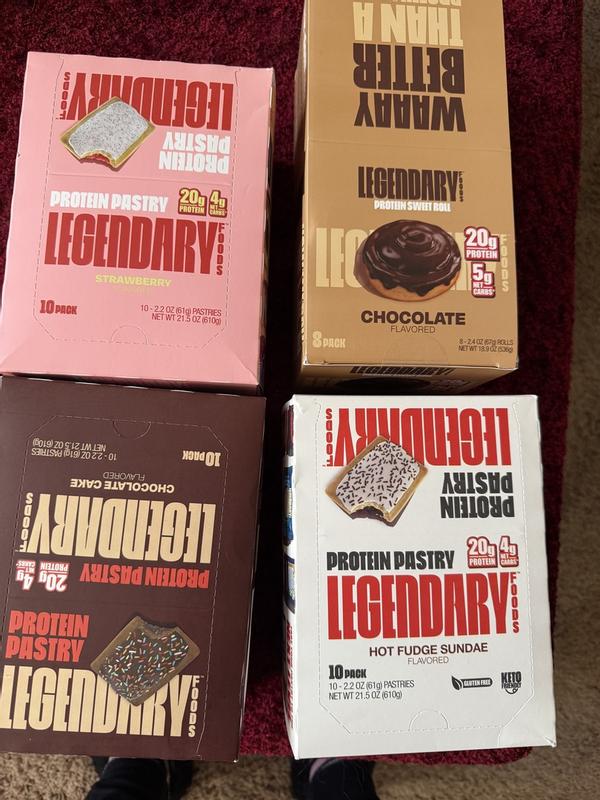 LEGENDARY
FOODS
PROTEIN
PASTRY
PROTEIN PASTRY
20g
PROTEIN
4g
NET
CARBS*
LEGENDARY
FOODS
STRAWBERRY
10 PACK
10 - 2.2 OZ (61g) PASTRIES
NET WT 21.5 OZ (610g)
WAAAY
BETTER
THAN A
LEGENDARY
FOODS
PROTEIN SWEET ROLL
FOODS
20g
PROTEIN
5g
NET
CARBS*
CHOCOLATE
FLAVORED
8 PACK
8 - 2.4 OZ (67g) ROLLS
NET WT 18.9 OZ (536g)
LEGENDARY
10 PACK
10 - 2.2 OZ (61g) PASTRIES
NET WT 21.5 OZ (610g)
CHOCOLATE CAKE
FLAVORED
LEGENDARY
FOODS
PROTEIN PASTRY
20g
PROTEIN
4g
NET
CARBS*
PROTEIN
PASTRY
LEGENDARY
FOODS
LEGENDARY
FOODS
PROTEIN
PASTRY
PROTEIN PASTRY
20g
PROTEIN
4g
NET
CARBS*
LEGENDARY
FOODS
HOT FUDGE SUNDAE
FLAVORED
10 PACK
10 - 2.2 OZ (61g) PASTRIES
NET WT 21.5 OZ (610g)
GLUTEN FREE
KETO
FRIENDLY